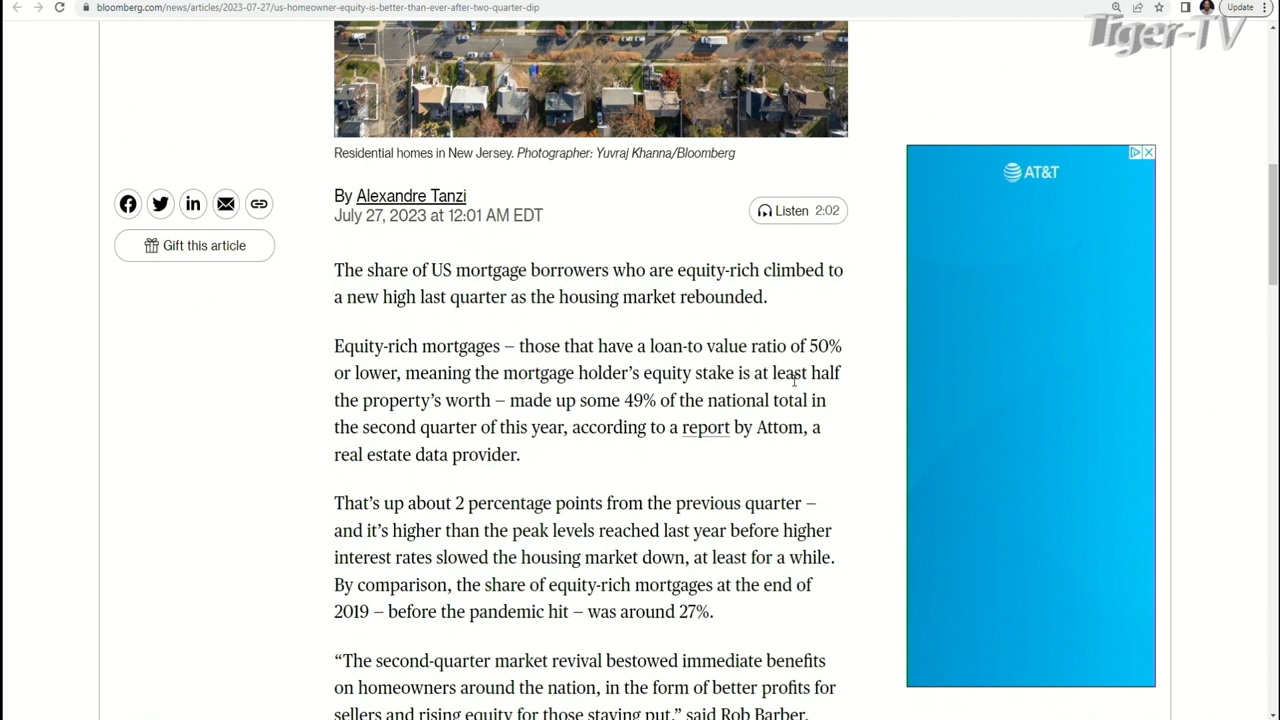 bloomberg.com/news/articles/2023-07-27/us-homeowner-equity-is-better-than-ever-after-two-quarter-dip
Update
Tiger-TV
Residential homes in New Jersey. Photographer: Yuvraj Khanna/Bloomberg
AT&T
By Alexandre Tanzi
July 27, 2023 at 12:01 AM EDT
Listen 2:02
Gift this article
The share of US mortgage borrowers who are equity-rich climbed to
a new high last quarter as the housing market rebounded.
Equity-rich mortgages – those that have a loan-to value ratio of 50%
or lower, meaning the mortgage holder’s equity stake is at least half
the property’s worth – made up some 49% of the national total in
the second quarter of this year, according to a report by Attom, a
real estate data provider.
That’s up about 2 percentage points from the previous quarter –
and it’s higher than the peak levels reached last year before higher
interest rates slowed the housing market down, at least for a while.
By comparison, the share of equity-rich mortgages at the end of
2019 – before the pandemic hit – was around 27%.
“The second-quarter market revival bestowed immediate benefits
on homeowners around the nation, in the form of better profits for
sellers and rising equity for those staying put,” said Rob Barber,